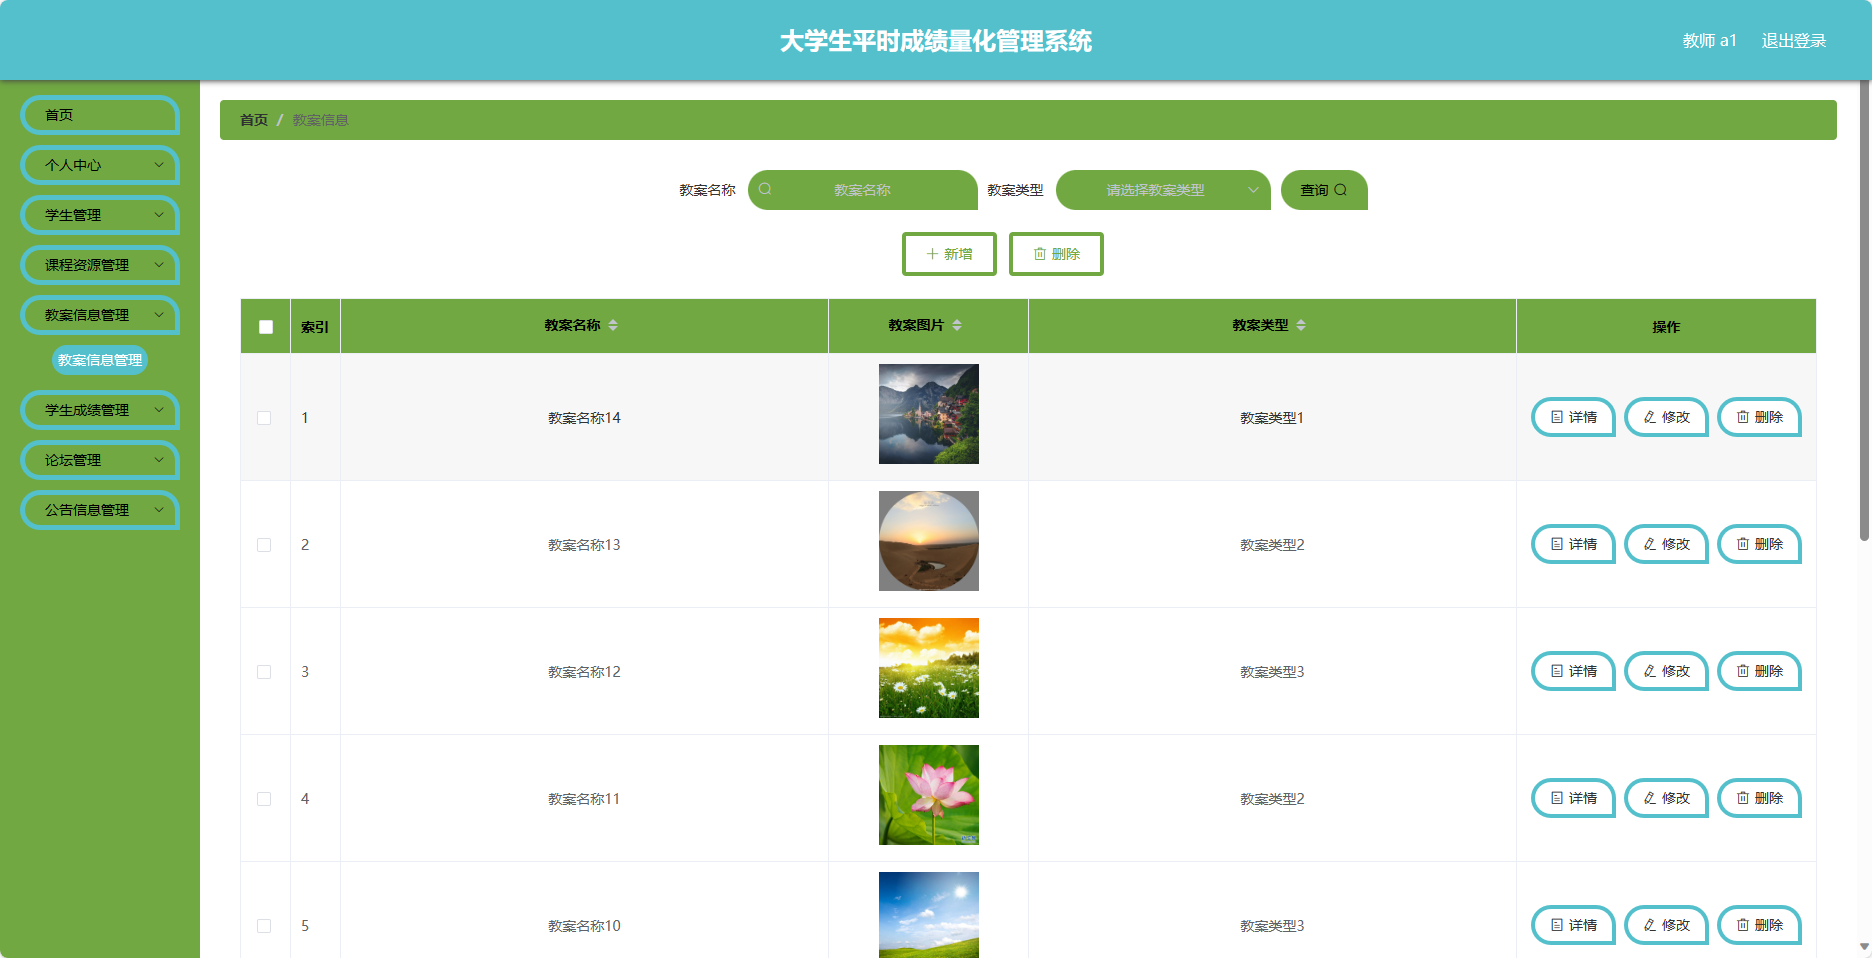 大学生平时成绩量化管理系统
教师 a1 退出登录
首页
个人中心
学生管理
课程资源管理
教案信息管理
教案信息管理
学生成绩管理
论坛管理
公告信息管理
首页 / 教案信息
教案名称 教案名称 教案类型 请选择教案类型 查询
新增 删除
索引 教案名称 教案图片 教案类型 操作
1 教案名称14 教案类型1 详情 修改 删除
2 教案名称13 教案类型2 详情 修改 删除
3 教案名称12 教案类型3 详情 修改 删除
4 教案名称11 教案类型2 详情 修改 删除
5 教案名称10 教案类型3 详情 修改 删除